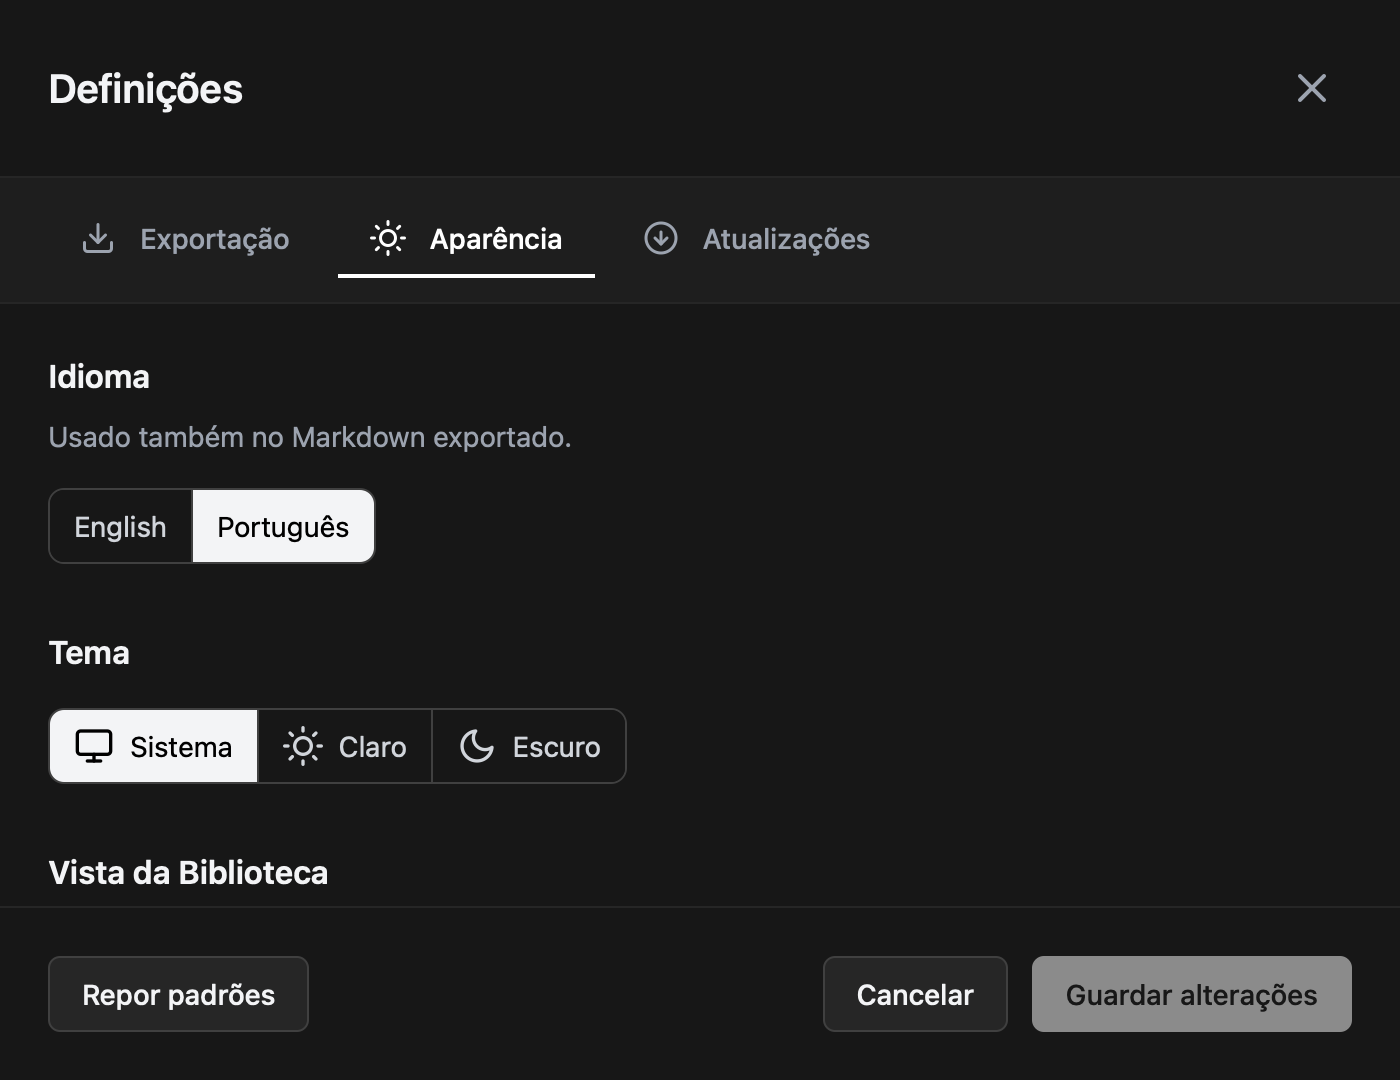 Definições
Exportação
Aparência
Atualizações
Idioma
Usado também no Markdown exportado.
English
Português
Tema
Sistema
Claro
Escuro
Vista da Biblioteca
Repor padrões
Cancelar
Guardar alterações